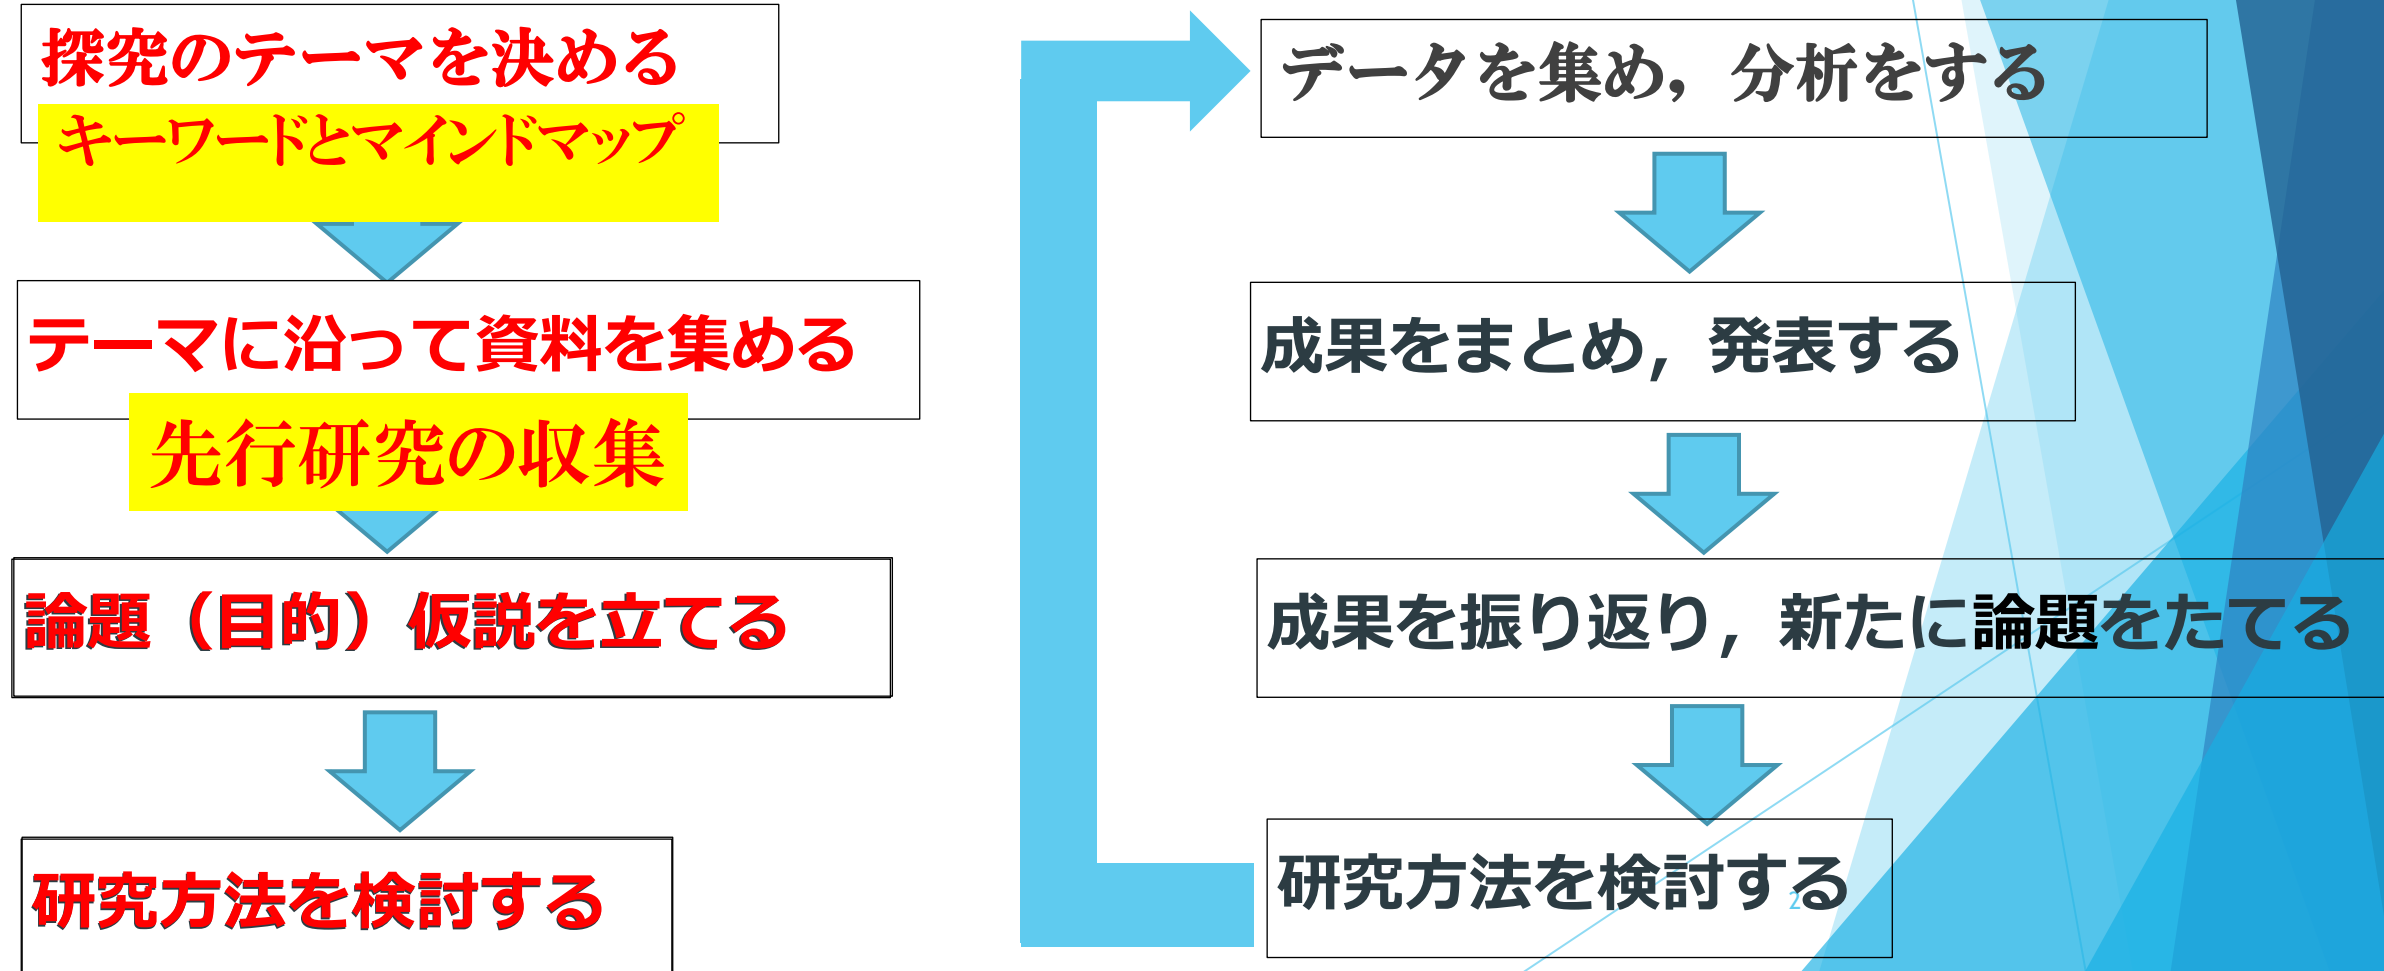 探究のテーマを決める
キーワードとマインドマップ
テーマに沿って資料を集める
先行研究の収集
論題（目的）仮説を立てる
研究方法を検討する
データを集め，分析をする
成果をまとめ，発表する
成果を振り返り，新たに論題をたてる
研究方法を検討する
2